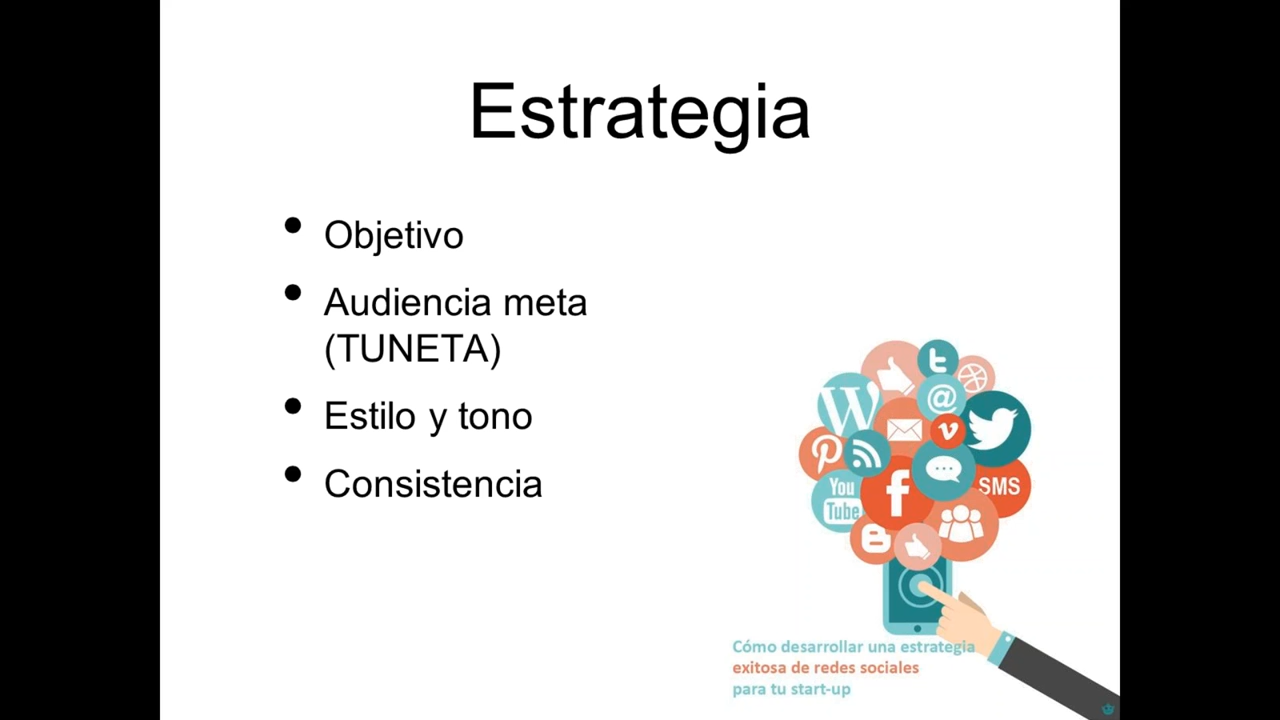 Estrategia
• Objetivo
• Audiencia meta
(TUNETA)
• Estilo y tono
• Consistencia
You
Tube
SMS
Cómo desarrollar una estrategia
exitosa de redes sociales
para tu start-up